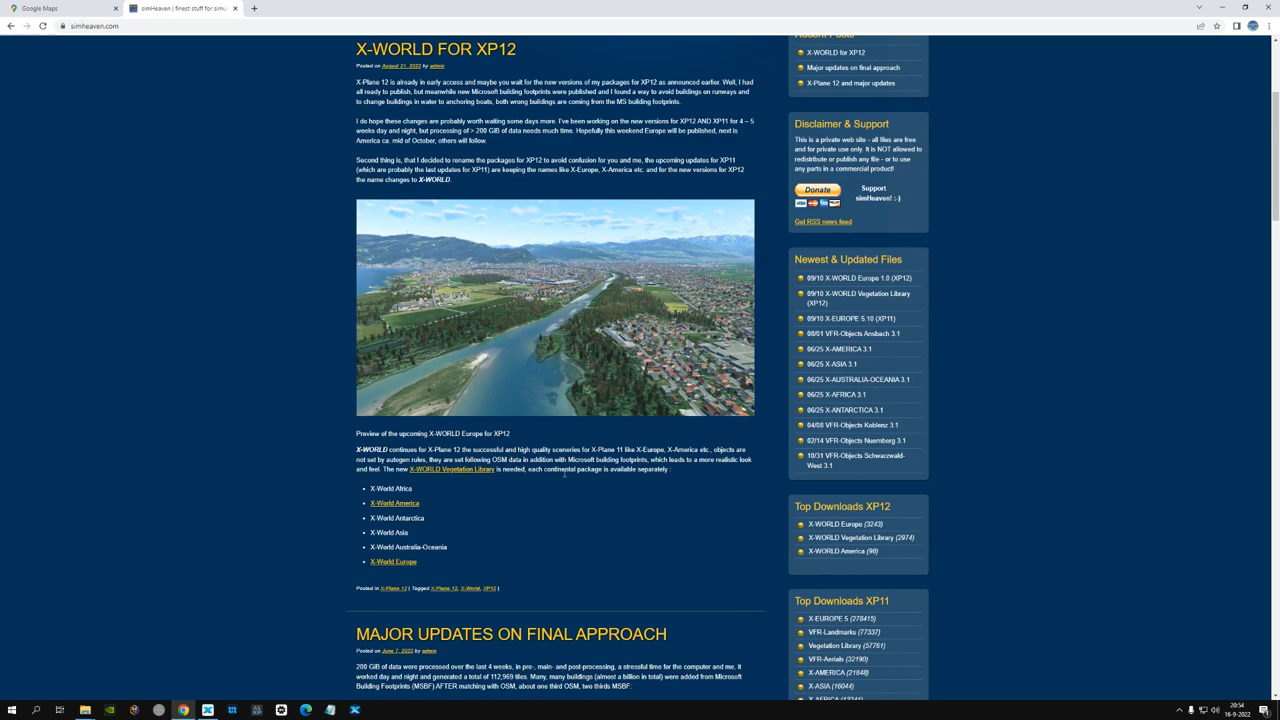 Google Maps
simHeaven | finest stuff for simu
simheaven.com
X-WORLD FOR XP12
Posted on August 21, 2022 by admin
X-Plane 12 is already in early access and maybe you wait for the new versions of my packages for XP12 as announced earlier. Well, I had
all ready to publish, but meanwhile new Microsoft building footprints were published and I found a way to avoid buildings on runways and
to change buildings in water to anchoring boats, both wrong buildings are coming from the MS building footprints.
I do hope these changes are probably worth waiting some days more. I've been working on the new versions for XP12 AND XP11 for 4 – 5
weeks day and night, but processing of > 200 GiB of data needs much time. Hopefully this weekend Europe will be published, next is
America ca. mid of October, others will follow.
Second thing is, that I decided to rename the packages for XP12 to avoid confusion for you and me, the upcoming updates for XP11
(which are probably the last updates for XP11) are keeping the names like X-Europe, X-America etc. and for the new versions for XP12
the name changes to X-WORLD.
Preview of the upcoming X-WORLD Europe for XP12
X-WORLD continues for X-Plane 12 the successful and high quality sceneries for X-Plane 11 like X-Europe, X-America etc., objects are
not set by autogen rules, they are set following OSM data in addition with Microsoft building footprints, which leads to a more realistic look
and feel. The new X-WORLD Vegetation Library is needed, each continental package is available separately :
X-World Africa
X-World America
X-World Antarctica
X-World Asia
X-World Australia-Oceania
X-World Europe
Posted in X-Plane 12 | Tagged X-Plane 12, X-World, XP12 |
MAJOR UPDATES ON FINAL APPROACH
Posted on June 7, 2022 by admin
200 GiB of data were processed over the last 4 weeks, in pre-, main- and post-processing, a stressful time for the computer and me, it
worked day and night and generated a total of 112,969 tiles. Many, many buildings (almost a billion in total) were added from Microsoft
Building Footprints (MSBF) AFTER matching with OSM, about one third OSM, two thirds MSBF:
Recent Posts
X-WORLD for XP12
Major updates on final approach
X-Plane 12 and major updates
Disclaimer & Support
This is a private web site - all files are free
and for private use only. It is NOT allowed to
redistribute or publish any file - or to use
any parts in a commercial product!
Donate
Support
simHeaven! :-)
VISA
Get RSS news feed
Newest & Updated Files
09/10 X-WORLD Europe 1.0 (XP12)
09/10 X-WORLD Vegetation Library
(XP12)
09/10 X-EUROPE 5.10 (XP11)
08/01 VFR-Objects Ansbach 3.1
06/25 X-AMERICA 3.1
06/25 X-ASIA 3.1
06/25 X-AUSTRALIA-OCEANIA 3.1
06/25 X-AFRICA 3.1
06/25 X-ANTARCTICA 3.1
04/08 VFR-Objects Koblenz 3.1
02/14 VFR-Objects Nuernberg 3.1
10/31 VFR-Objects Schwarzwald-
West 3.1
Top Downloads XP12
X-WORLD Europe (3243)
X-WORLD Vegetation Library (2974)
X-WORLD America (98)
Top Downloads XP11
X-EUROPE 5 (278415)
VFR-Landmarks (77337)
Vegetation Library (57761)
VFR-Aerials (32190)
X-AMERICA (21848)
X-ASIA (16044)
20:54
16-9-2022